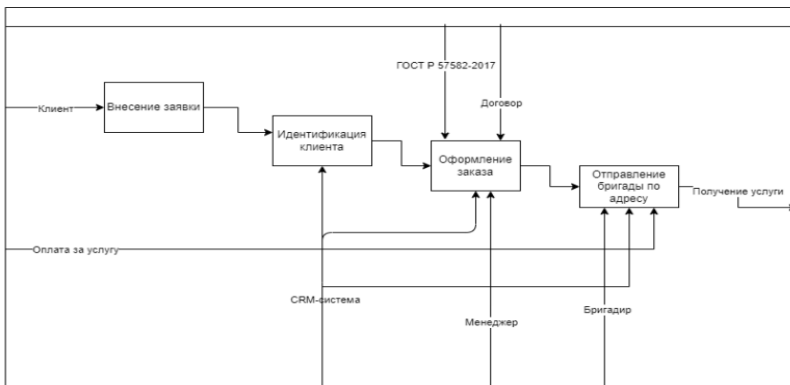 ГОСТ Р 57582-2017
Клиент
Внесение заявки
Договор
Идентификация
клиента
Оформление
заказа
Отправление
бригады по
адресу
Получение услуги
Оплата за услугу
CRM-система
Менеджер
Бригадир